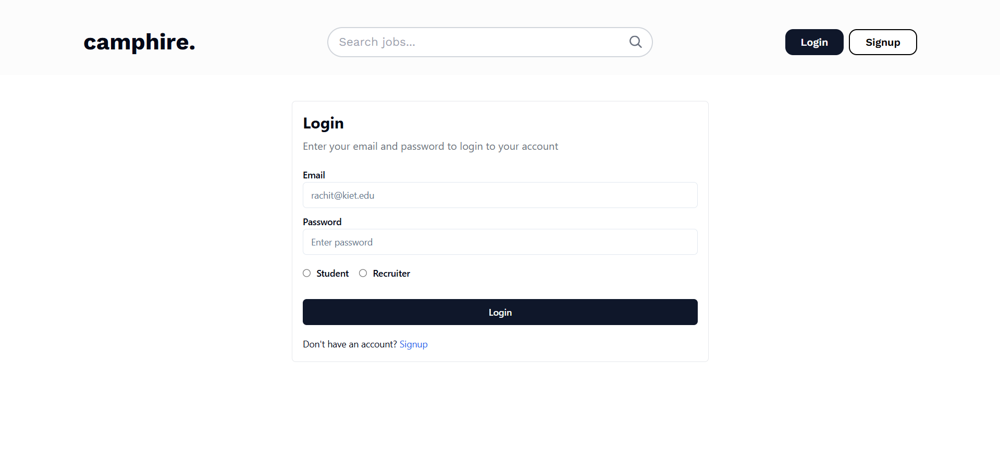 camphire.
Search jobs...
Login
Signup
Login
Enter your email and password to login to your account
Email
rachit@kiet.edu
Password
Enter password
Student
Recruiter
Login
Don't have an account? Signup